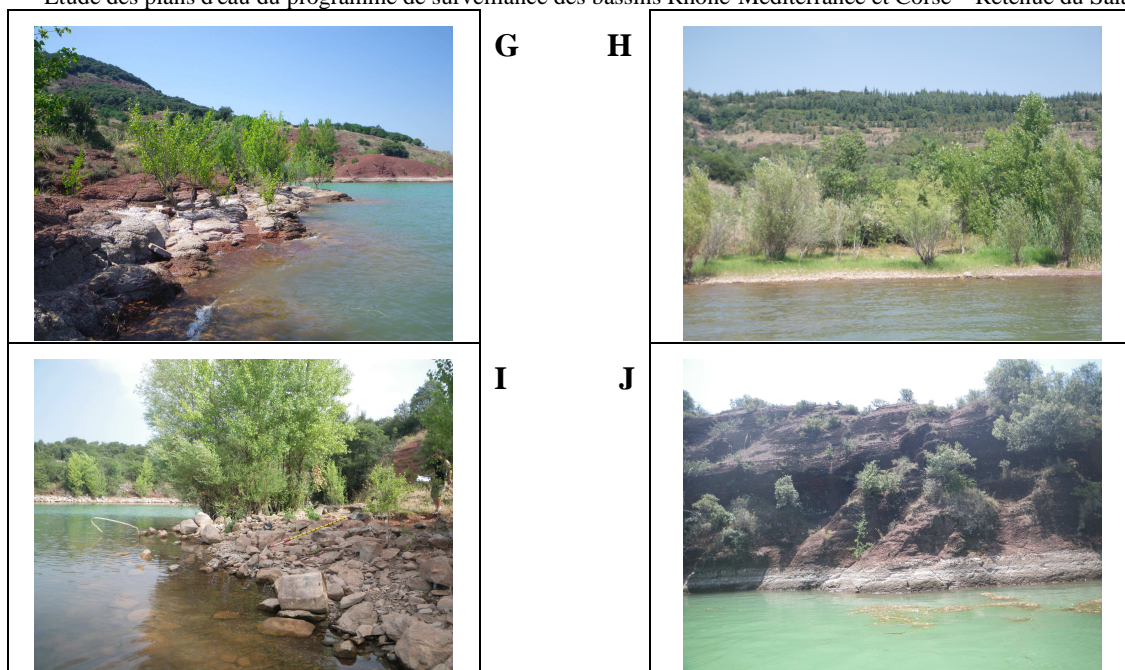 Etude des plans d'eau du programme de surveillance des bassins Rhône-Méditerranée et Corse – Retenue du
G H
I J